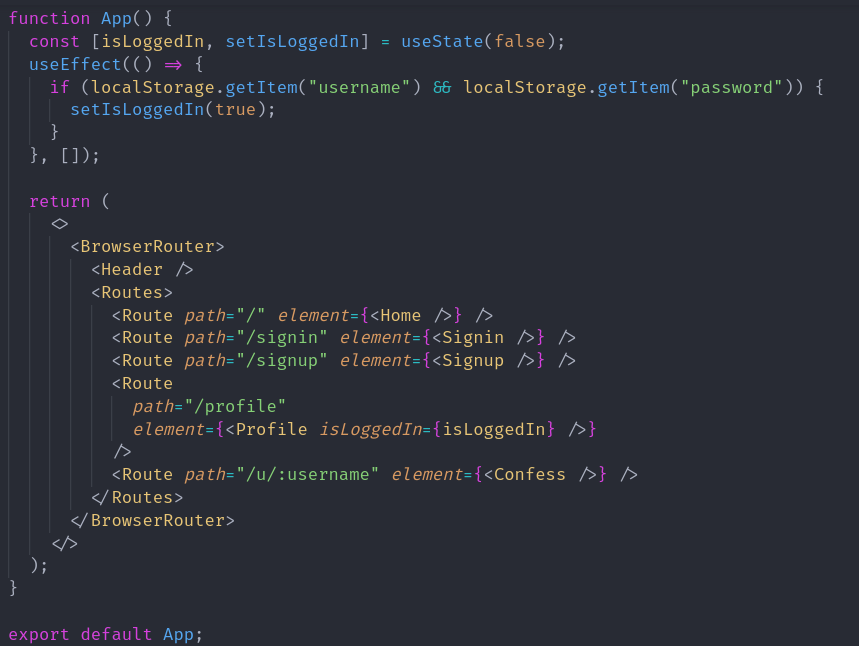 function App() {
  const [isLoggedIn, setIsLoggedIn] = useState(false);
  useEffect(() => {
    if (localStorage.getItem("username") && localStorage.getItem("password")) {
      setIsLoggedIn(true);
    }
  }, []);

  return (
    <>
      <BrowserRouter>
        <Header />
        <Routes>
          <Route path="/" element={<Home />} />
          <Route path="/signin" element={<Signin />} />
          <Route path="/signup" element={<Signup />} />
          <Route
            path="/profile"
            element={<Profile isLoggedIn={isLoggedIn} />}
          />
          <Route path="/u/:username" element={<Confess />} />
        </Routes>
      </BrowserRouter>
    </>
  );
}

export default App;